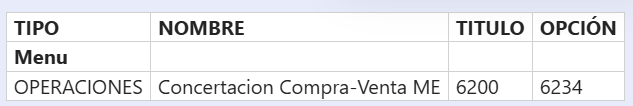 TIPO NOMBRE TITULO OPCIÓN
Menu
OPERACIONES Concertacion Compra-Venta ME 6200 6234